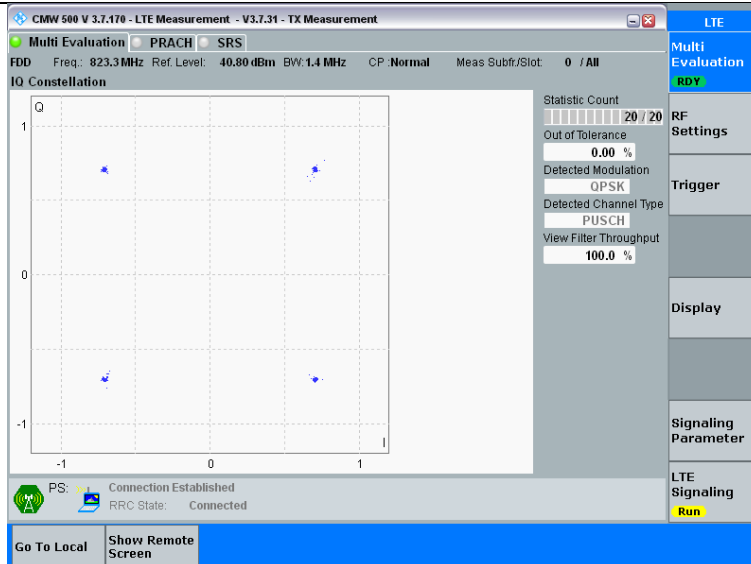 CMW 500 V 3.7.170 - LTE Measurement - V3.7.31 - TX Measurement
LTE
Multi Evaluation PRACH SRS
FDD Freq.: 823.3 MHz Ref. Level: 40.80 dBm BW: 1.4 MHz CP :Normal Meas Subfr./Slot: 0 / All
IQ Constellation
Q
1
0
-1
-1 0 1
I
Statistic Count
20 / 20
Out of Tolerance
0.00 %
Detected Modulation
QPSK
Detected Channel Type
PUSCH
View Filter Throughput
100.0 %
Multi
Evaluation
RDY
RF
Settings
Trigger
Display
Signaling
Parameter
LTE
Signaling
Run
PS: Connection Established
RRC State: Connected
Go To Local
Show Remote
Screen